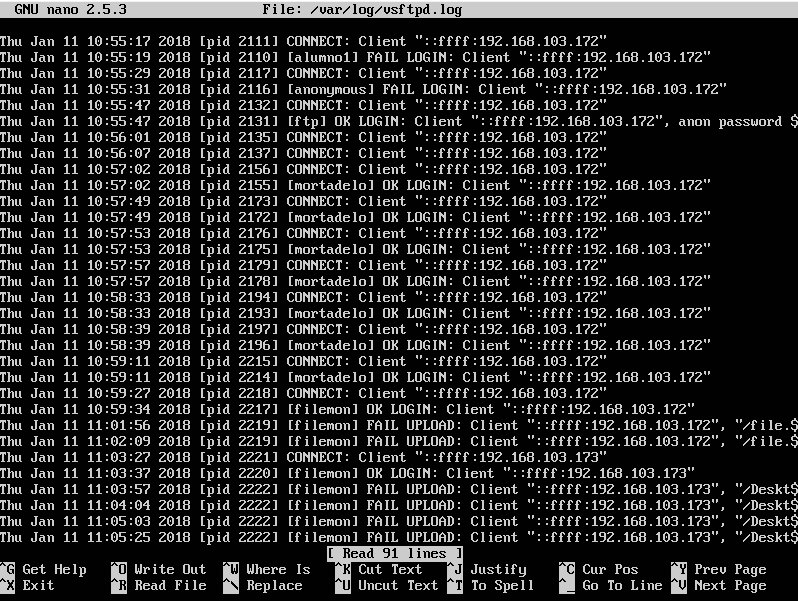 GNU nano 2.5.3 File: /var/log/vsftpd.log
Thu Jan 11 10:55:17 2018 [pid 2111] CONNECT: Client "::ffff:192.168.103.172"
Thu Jan 11 10:55:19 2018 [pid 2110] [alumno1] FAIL LOGIN: Client "::ffff:192.168.103.172"
Thu Jan 11 10:55:29 2018 [pid 2117] CONNECT: Client "::ffff:192.168.103.172"
Thu Jan 11 10:55:31 2018 [pid 2116] [anonymous] FAIL LOGIN: Client "::ffff:192.168.103.172"
Thu Jan 11 10:55:47 2018 [pid 2132] CONNECT: Client "::ffff:192.168.103.172"
Thu Jan 11 10:55:47 2018 [pid 2131] [ftp] OK LOGIN: Client "::ffff:192.168.103.172", anon password $
Thu Jan 11 10:56:01 2018 [pid 2135] CONNECT: Client "::ffff:192.168.103.172"
Thu Jan 11 10:56:07 2018 [pid 2137] CONNECT: Client "::ffff:192.168.103.172"
Thu Jan 11 10:57:02 2018 [pid 2156] CONNECT: Client "::ffff:192.168.103.172"
Thu Jan 11 10:57:02 2018 [pid 2155] [mortadelo] OK LOGIN: Client "::ffff:192.168.103.172"
Thu Jan 11 10:57:49 2018 [pid 2173] CONNECT: Client "::ffff:192.168.103.172"
Thu Jan 11 10:57:49 2018 [pid 2172] [mortadelo] OK LOGIN: Client "::ffff:192.168.103.172"
Thu Jan 11 10:57:53 2018 [pid 2176] CONNECT: Client "::ffff:192.168.103.172"
Thu Jan 11 10:57:53 2018 [pid 2175] [mortadelo] OK LOGIN: Client "::ffff:192.168.103.172"
Thu Jan 11 10:57:57 2018 [pid 2179] CONNECT: Client "::ffff:192.168.103.172"
Thu Jan 11 10:57:57 2018 [pid 2178] [mortadelo] OK LOGIN: Client "::ffff:192.168.103.172"
Thu Jan 11 10:58:33 2018 [pid 2194] CONNECT: Client "::ffff:192.168.103.172"
Thu Jan 11 10:58:33 2018 [pid 2193] [mortadelo] OK LOGIN: Client "::ffff:192.168.103.172"
Thu Jan 11 10:58:39 2018 [pid 2197] CONNECT: Client "::ffff:192.168.103.172"
Thu Jan 11 10:58:39 2018 [pid 2196] [mortadelo] OK LOGIN: Client "::ffff:192.168.103.172"
Thu Jan 11 10:59:11 2018 [pid 2215] CONNECT: Client "::ffff:192.168.103.172"
Thu Jan 11 10:59:11 2018 [pid 2214] [mortadelo] OK LOGIN: Client "::ffff:192.168.103.172"
Thu Jan 11 10:59:27 2018 [pid 2218] CONNECT: Client "::ffff:192.168.103.172"
Thu Jan 11 10:59:34 2018 [pid 2217] [filemon] OK LOGIN: Client "::ffff:192.168.103.172"
Thu Jan 11 11:01:56 2018 [pid 2219] [filemon] FAIL UPLOAD: Client "::ffff:192.168.103.172", "/file.$
Thu Jan 11 11:02:09 2018 [pid 2219] [filemon] FAIL UPLOAD: Client "::ffff:192.168.103.172", "/file.$
Thu Jan 11 11:03:27 2018 [pid 2221] CONNECT: Client "::ffff:192.168.103.173"
Thu Jan 11 11:03:37 2018 [pid 2220] [filemon] OK LOGIN: Client "::ffff:192.168.103.173"
Thu Jan 11 11:03:57 2018 [pid 2222] [filemon] FAIL UPLOAD: Client "::ffff:192.168.103.173", "/Deskt$
Thu Jan 11 11:04:04 2018 [pid 2222] [filemon] FAIL UPLOAD: Client "::ffff:192.168.103.173", "/Deskt$
Thu Jan 11 11:05:03 2018 [pid 2222] [filemon] FAIL UPLOAD: Client "::ffff:192.168.103.173", "/Deskt$
Thu Jan 11 11:05:25 2018 [pid 2222] [filemon] FAIL UPLOAD: Client "::ffff:192.168.103.173", "/Deskt$
[ Read 91 lines ]
^G Get Help ^O Write Out ^W Where Is ^K Cut Text ^J Justify ^C Cur Pos ^Y Prev Page
^X Exit ^R Read File ^\ Replace ^U Uncut Text ^T To Spell ^_ Go To Line ^V Next Page